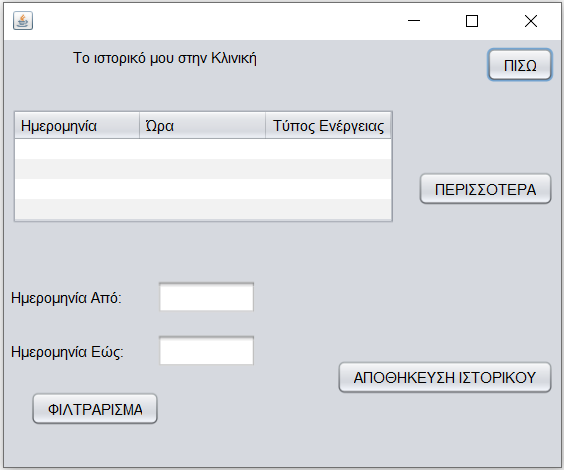 Το ιστορικό μου στην Κλινική
ΠΙΣΩ
Ημερομηνία Ώρα Τύπος Ενέργειας
ΠΕΡΙΣΣΟΤΕΡΑ
Ημερομηνία Από:
Ημερομηνία Εώς:
ΑΠΟΘΗΚΕΥΣΗ ΙΣΤΟΡΙΚΟΥ
ΦΙΛΤΡΑΡΙΣΜΑ